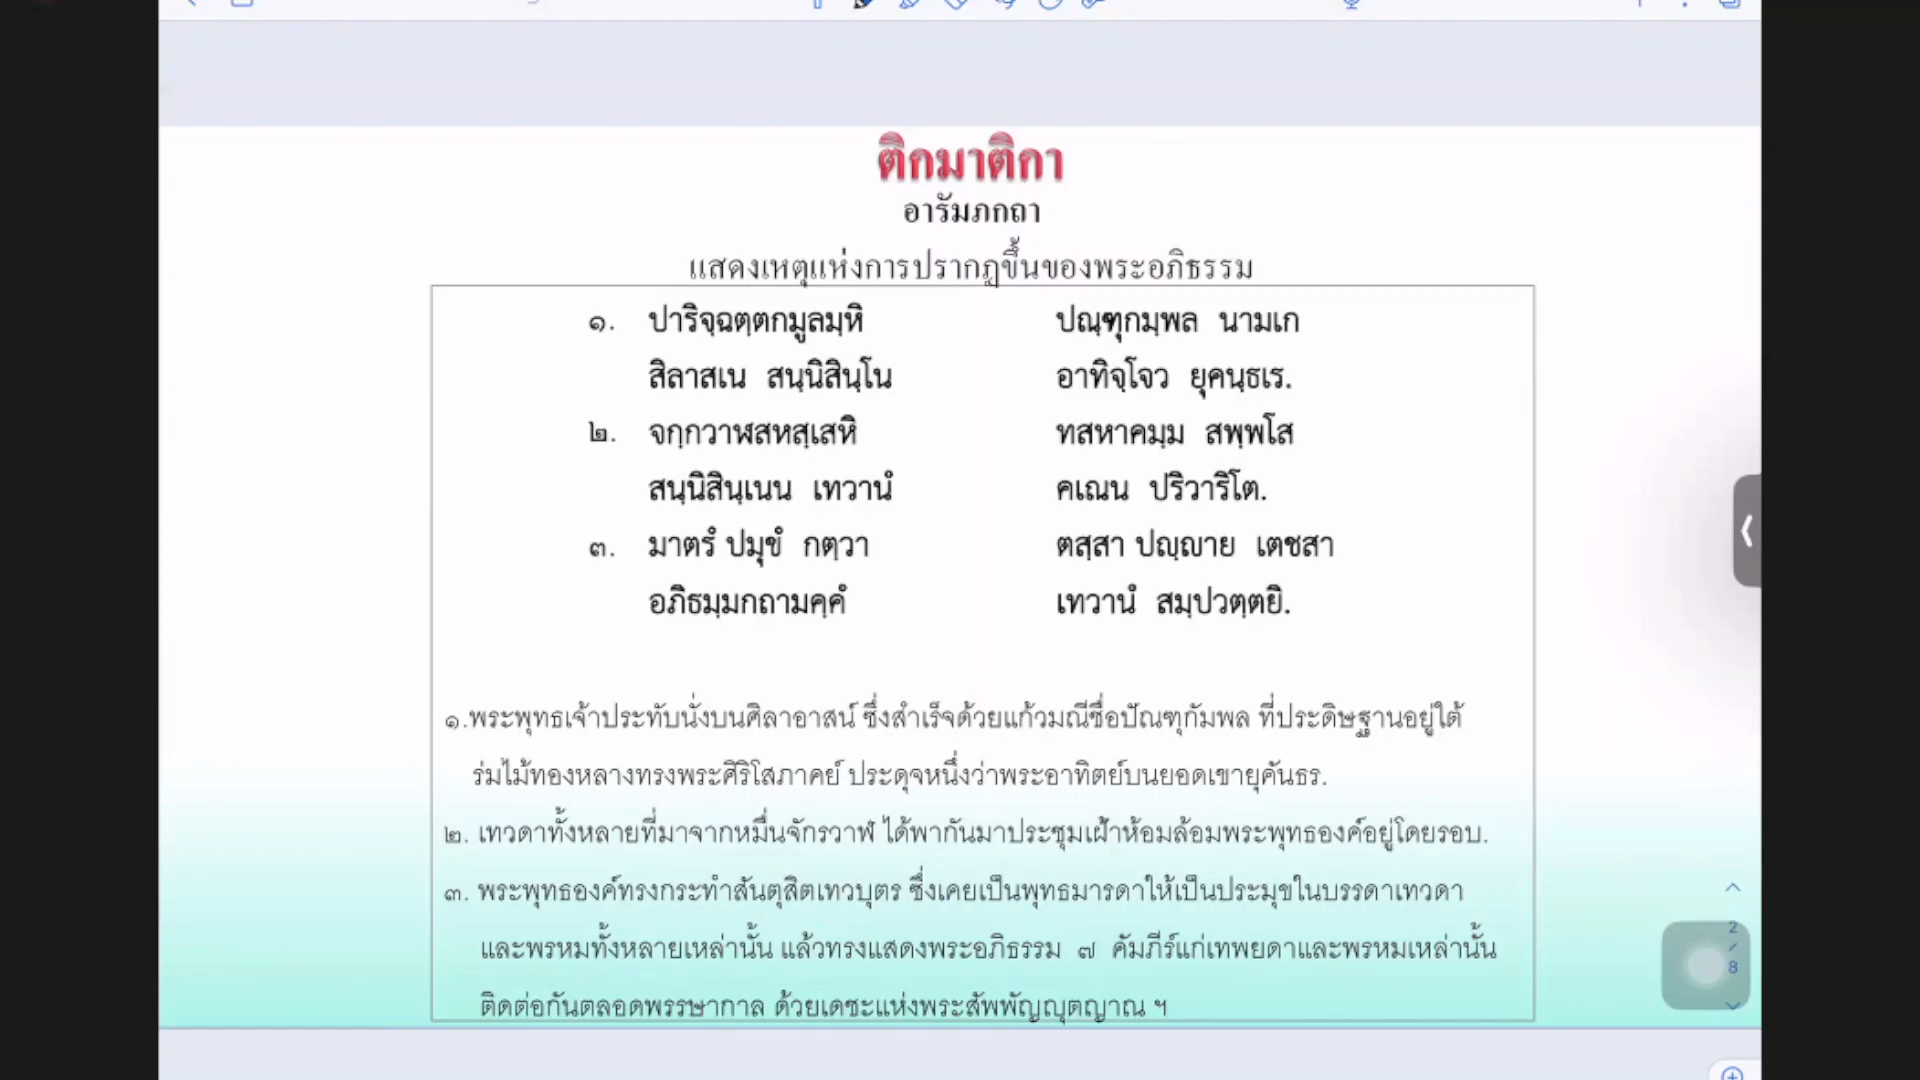 ติกมาติกา
อารัมภกถา
แสดงเหตุแห่งการปรากฏขึ้นของพระอภิธรรม
๑. ปาริจฺฉตฺตกมูลมฺหิ ปณฺฑุกมฺพล นามเก
สิลาสเน สนฺนิสินฺโน อาทิจฺโจว ยุคนฺธเร.
๒. จกฺกวาฬสหสฺเสหิ ทสหาคมฺม สพฺพโส
สนฺนิสินฺเนน เทวานํ คเณน ปริวาริโต.
๓. มาตรํ ปมุขํ กตฺวา ตสฺสา ปญฺญาย เตชสา
อภิธมฺมกถามคฺคํ เทวานํ สมฺปวตฺตยิ.
๑.พระพุทธเจ้าประทับนั่งบนศิลาอาสน์ ซึ่งสำเร็จด้วยแก้วมณีชื่อปัณฑุกัมพล ที่ประดิษฐานอยู่ใต้
ร่มไม้ทองหลางทรงพระศิริโสภาคย์ ประดุจหนึ่งว่าพระอาทิตย์บนยอดเขายุคันธร.
๒. เทวดาทั้งหลายที่มาจากหมื่นจักรวาฬ ได้พากันมาประชุมเฝ้าห้อมล้อมพระพุทธองค์อยู่โดยรอบ.
๓. พระพุทธองค์ทรงกระทำสันตุสิตเทวบุตร ซึ่งเคยเป็นพุทธมารดาให้เป็นประมุขในบรรดาเทวดา
และพรหมทั้งหลายเหล่านั้น แล้วทรงแสดงพระอภิธรรม ๗ คัมภีร์แก่เทพยดาและพรหมเหล่านั้น
ติดต่อกันตลอดพรรษากาล ด้วยเดชะแห่งพระสัพพัญญุตญาณ ฯ
2
/
8